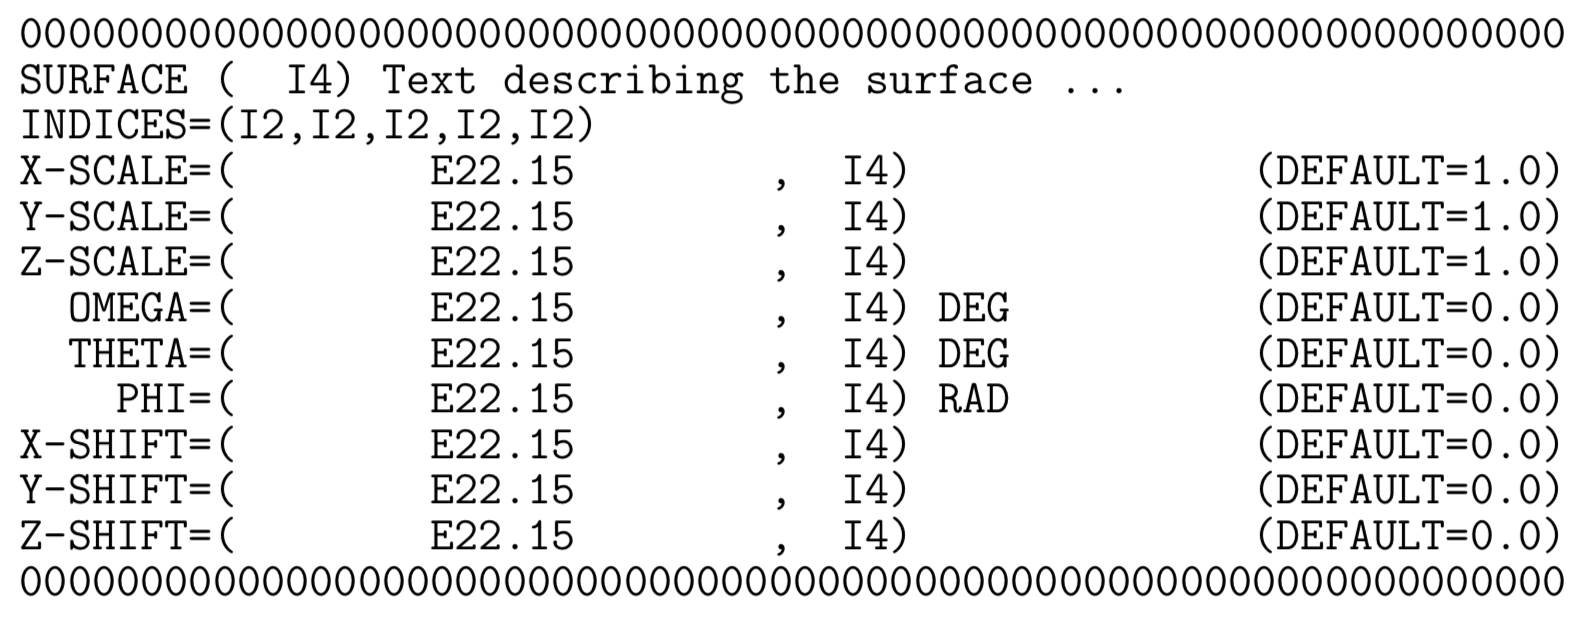 0000000000000000000000000000000000000000000000000000000000000000
SURFACE (  I4) Text describing the surface ...
INDICES=(I2,I2,I2,I2,I2)
X-SCALE=(        E22.15        ,  I4)              (DEFAULT=1.0)
Y-SCALE=(        E22.15        ,  I4)              (DEFAULT=1.0)
Z-SCALE=(        E22.15        ,  I4)              (DEFAULT=1.0)
  OMEGA=(        E22.15        ,  I4) DEG          (DEFAULT=0.0)
  THETA=(        E22.15        ,  I4) DEG          (DEFAULT=0.0)
    PHI=(        E22.15        ,  I4) RAD          (DEFAULT=0.0)
X-SHIFT=(        E22.15        ,  I4)              (DEFAULT=0.0)
Y-SHIFT=(        E22.15        ,  I4)              (DEFAULT=0.0)
Z-SHIFT=(        E22.15        ,  I4)              (DEFAULT=0.0)
0000000000000000000000000000000000000000000000000000000000000000